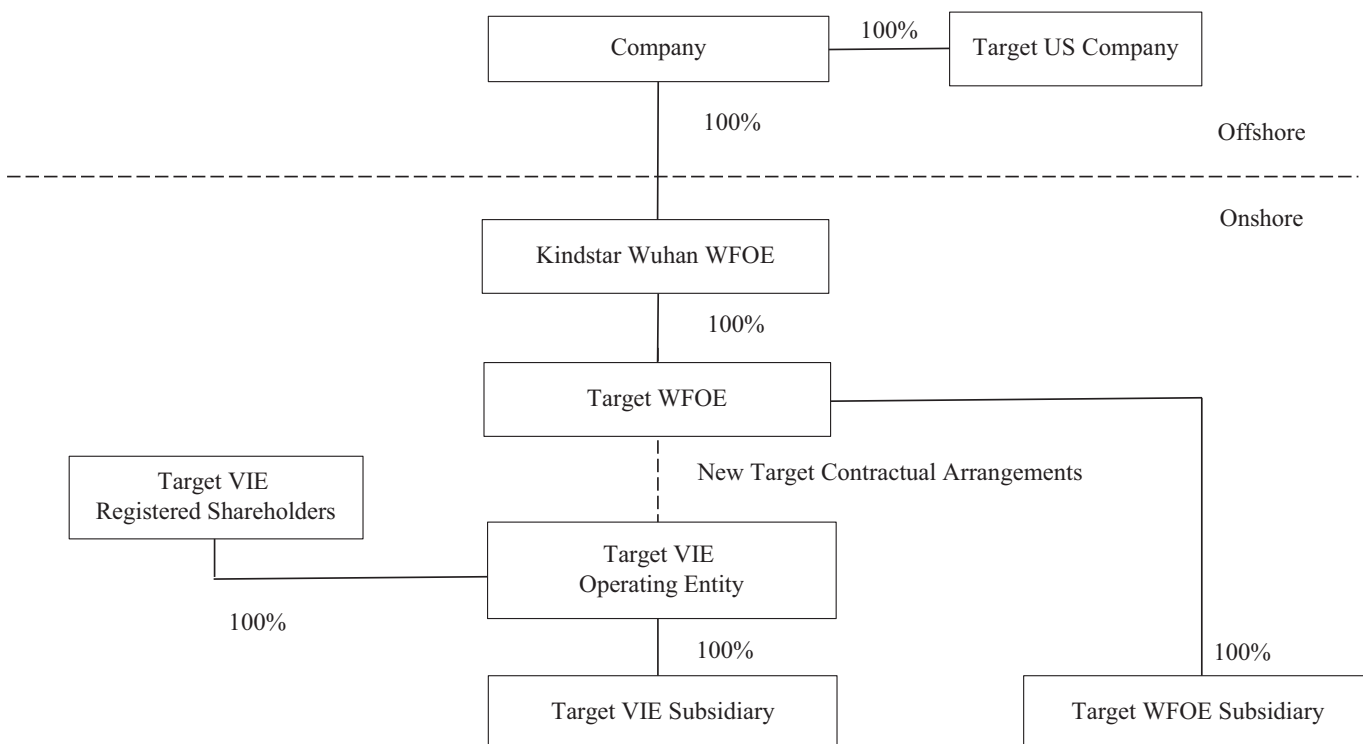 Company
100%
Target US Company
100%
Offshore
Onshore
Kindstar Wuhan WFOE
100%
Target WFOE
New Target Contractual Arrangements
Target VIE
Registered Shareholders
Target VIE
Operating Entity
100%
100%
100%
Target VIE Subsidiary
Target WFOE Subsidiary